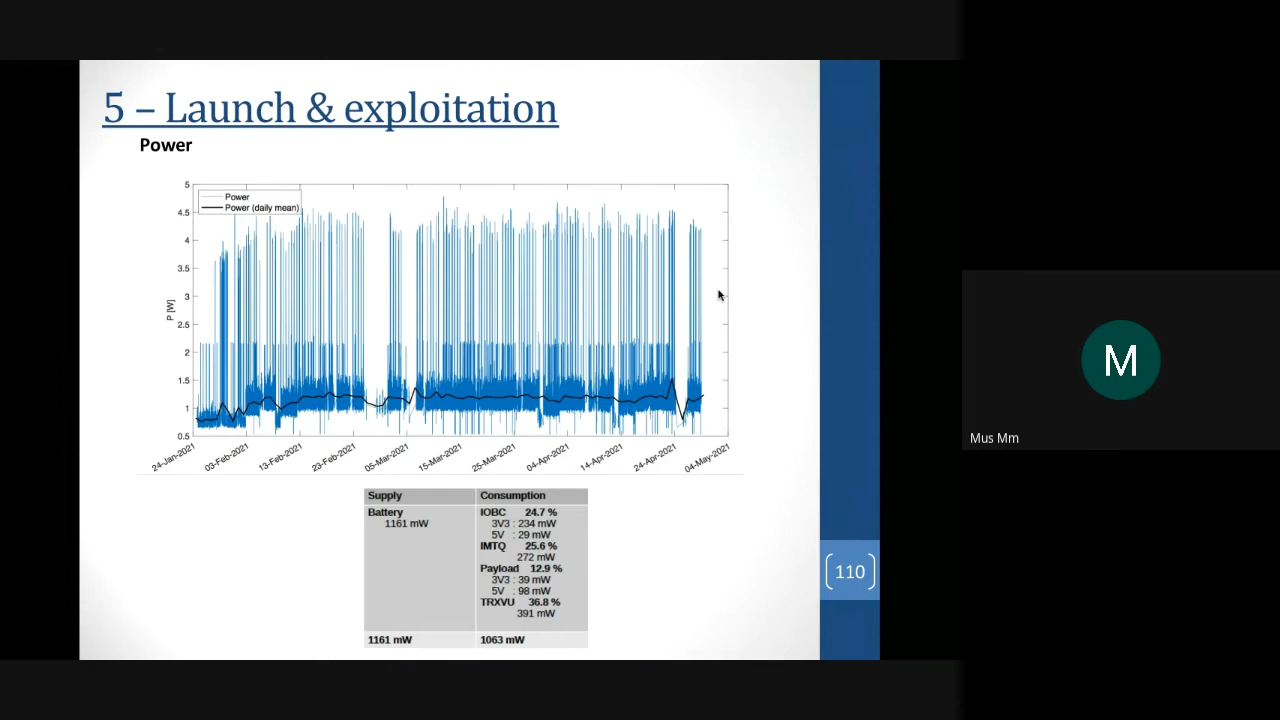 5 – Launch & exploitation
Power
Power
Power (daily mean)
5
4.5
4
3.5
3
2.5
2
1.5
1
0.5
P [W]
24-Jan-2021
03-Feb-2021
13-Feb-2021
23-Feb-2021
05-Mar-2021
15-Mar-2021
25-Mar-2021
04-Apr-2021
14-Apr-2021
24-Apr-2021
04-May-2021
Supply Consumption
Battery IOBC 24.7 %
1161 mW 3V3 : 234 mW
5V : 29 mW
IMTQ 25.6 %
272 mW
Payload 12.9 %
3V3 : 39 mW
5V : 98 mW
TRXVU 36.8 %
391 mW
1161 mW 1063 mW
110
M
Mus Mm